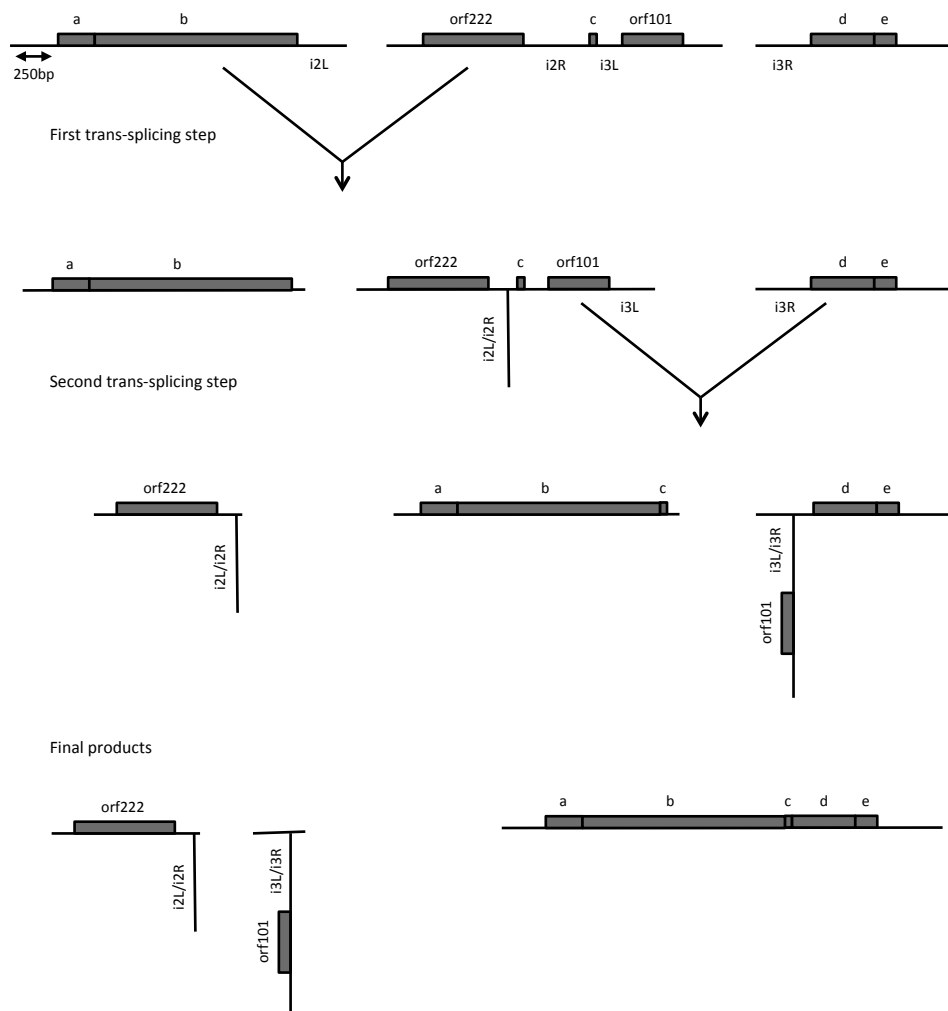 a b orf222 c orf101 d e
250bp i2L i2R i3L i3R
First trans-splicing step
a b orf222 c orf101 d e
i2L/i2R i3L i3R
Second trans-splicing step
orf222 a b c d e
i2L/i2R i3L/i3R
orf101
Final products
orf222 a b c d e
i2L/i2R i3L/i3R
orf101